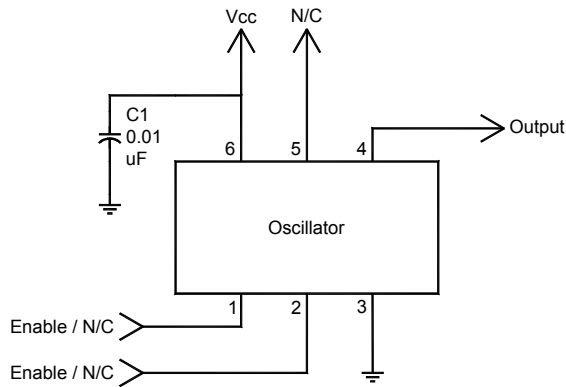 Vcc
N/C
C1
0.01
uF
6
5
4
Output
Oscillator
1
2
3
Enable / N/C
Enable / N/C